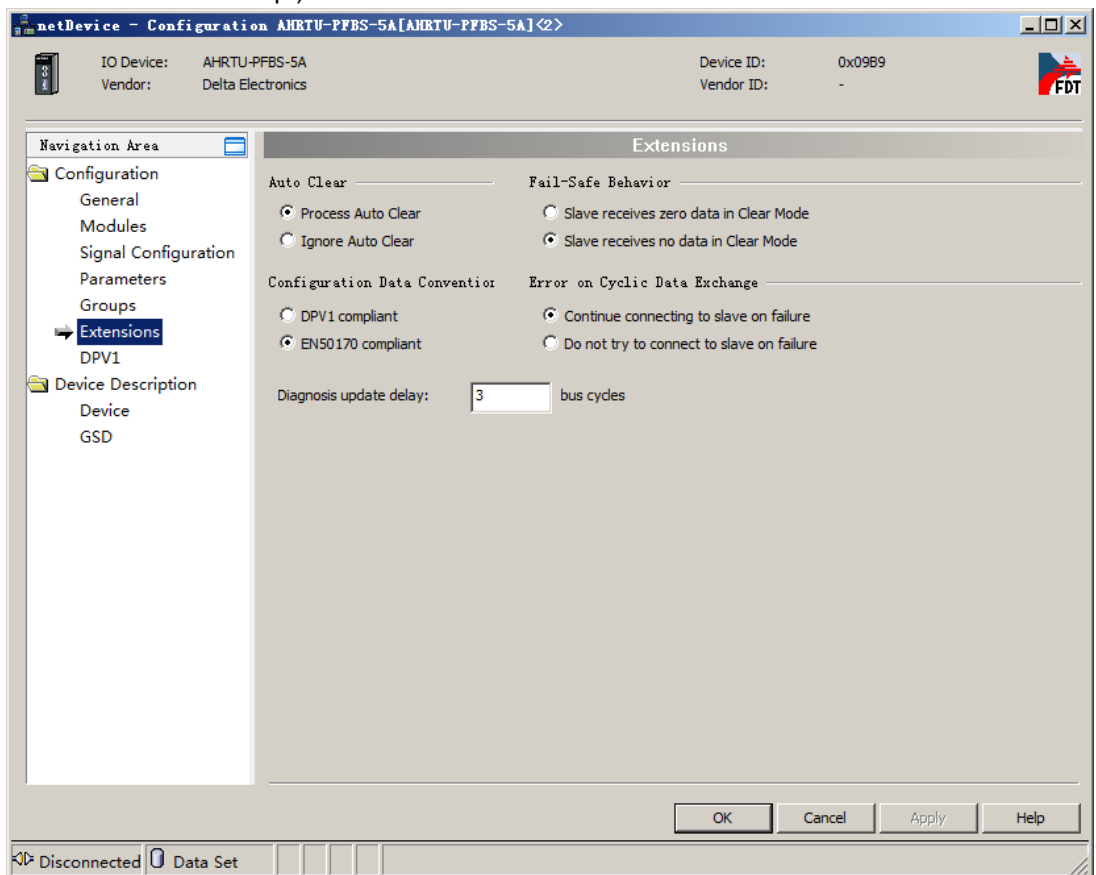 netDevice - Configuration AHRTU-PFBS-5A[AHRTU-PFBS-5A]<2>
IO Device: AHRTU-PFBS-5A Device ID: 0x09B9
Vendor: Delta Electronics Vendor ID: -
FDT
Navigation Area
Extensions
Configuration
General
Modules
Signal Configuration
Parameters
Groups
Extensions
DPV1
Device Description
Device
GSD
Auto Clear
Process Auto Clear
Ignore Auto Clear
Fail-Safe Behavior
Slave receives zero data in Clear Mode
Slave receives no data in Clear Mode
Configuration Data Convention
DPV1 compliant
EN50170 compliant
Error on Cyclic Data Exchange
Continue connecting to slave on failure
Do not try to connect to slave on failure
Diagnosis update delay: 3 bus cycles
OK Cancel Apply Help
Disconnected Data Set